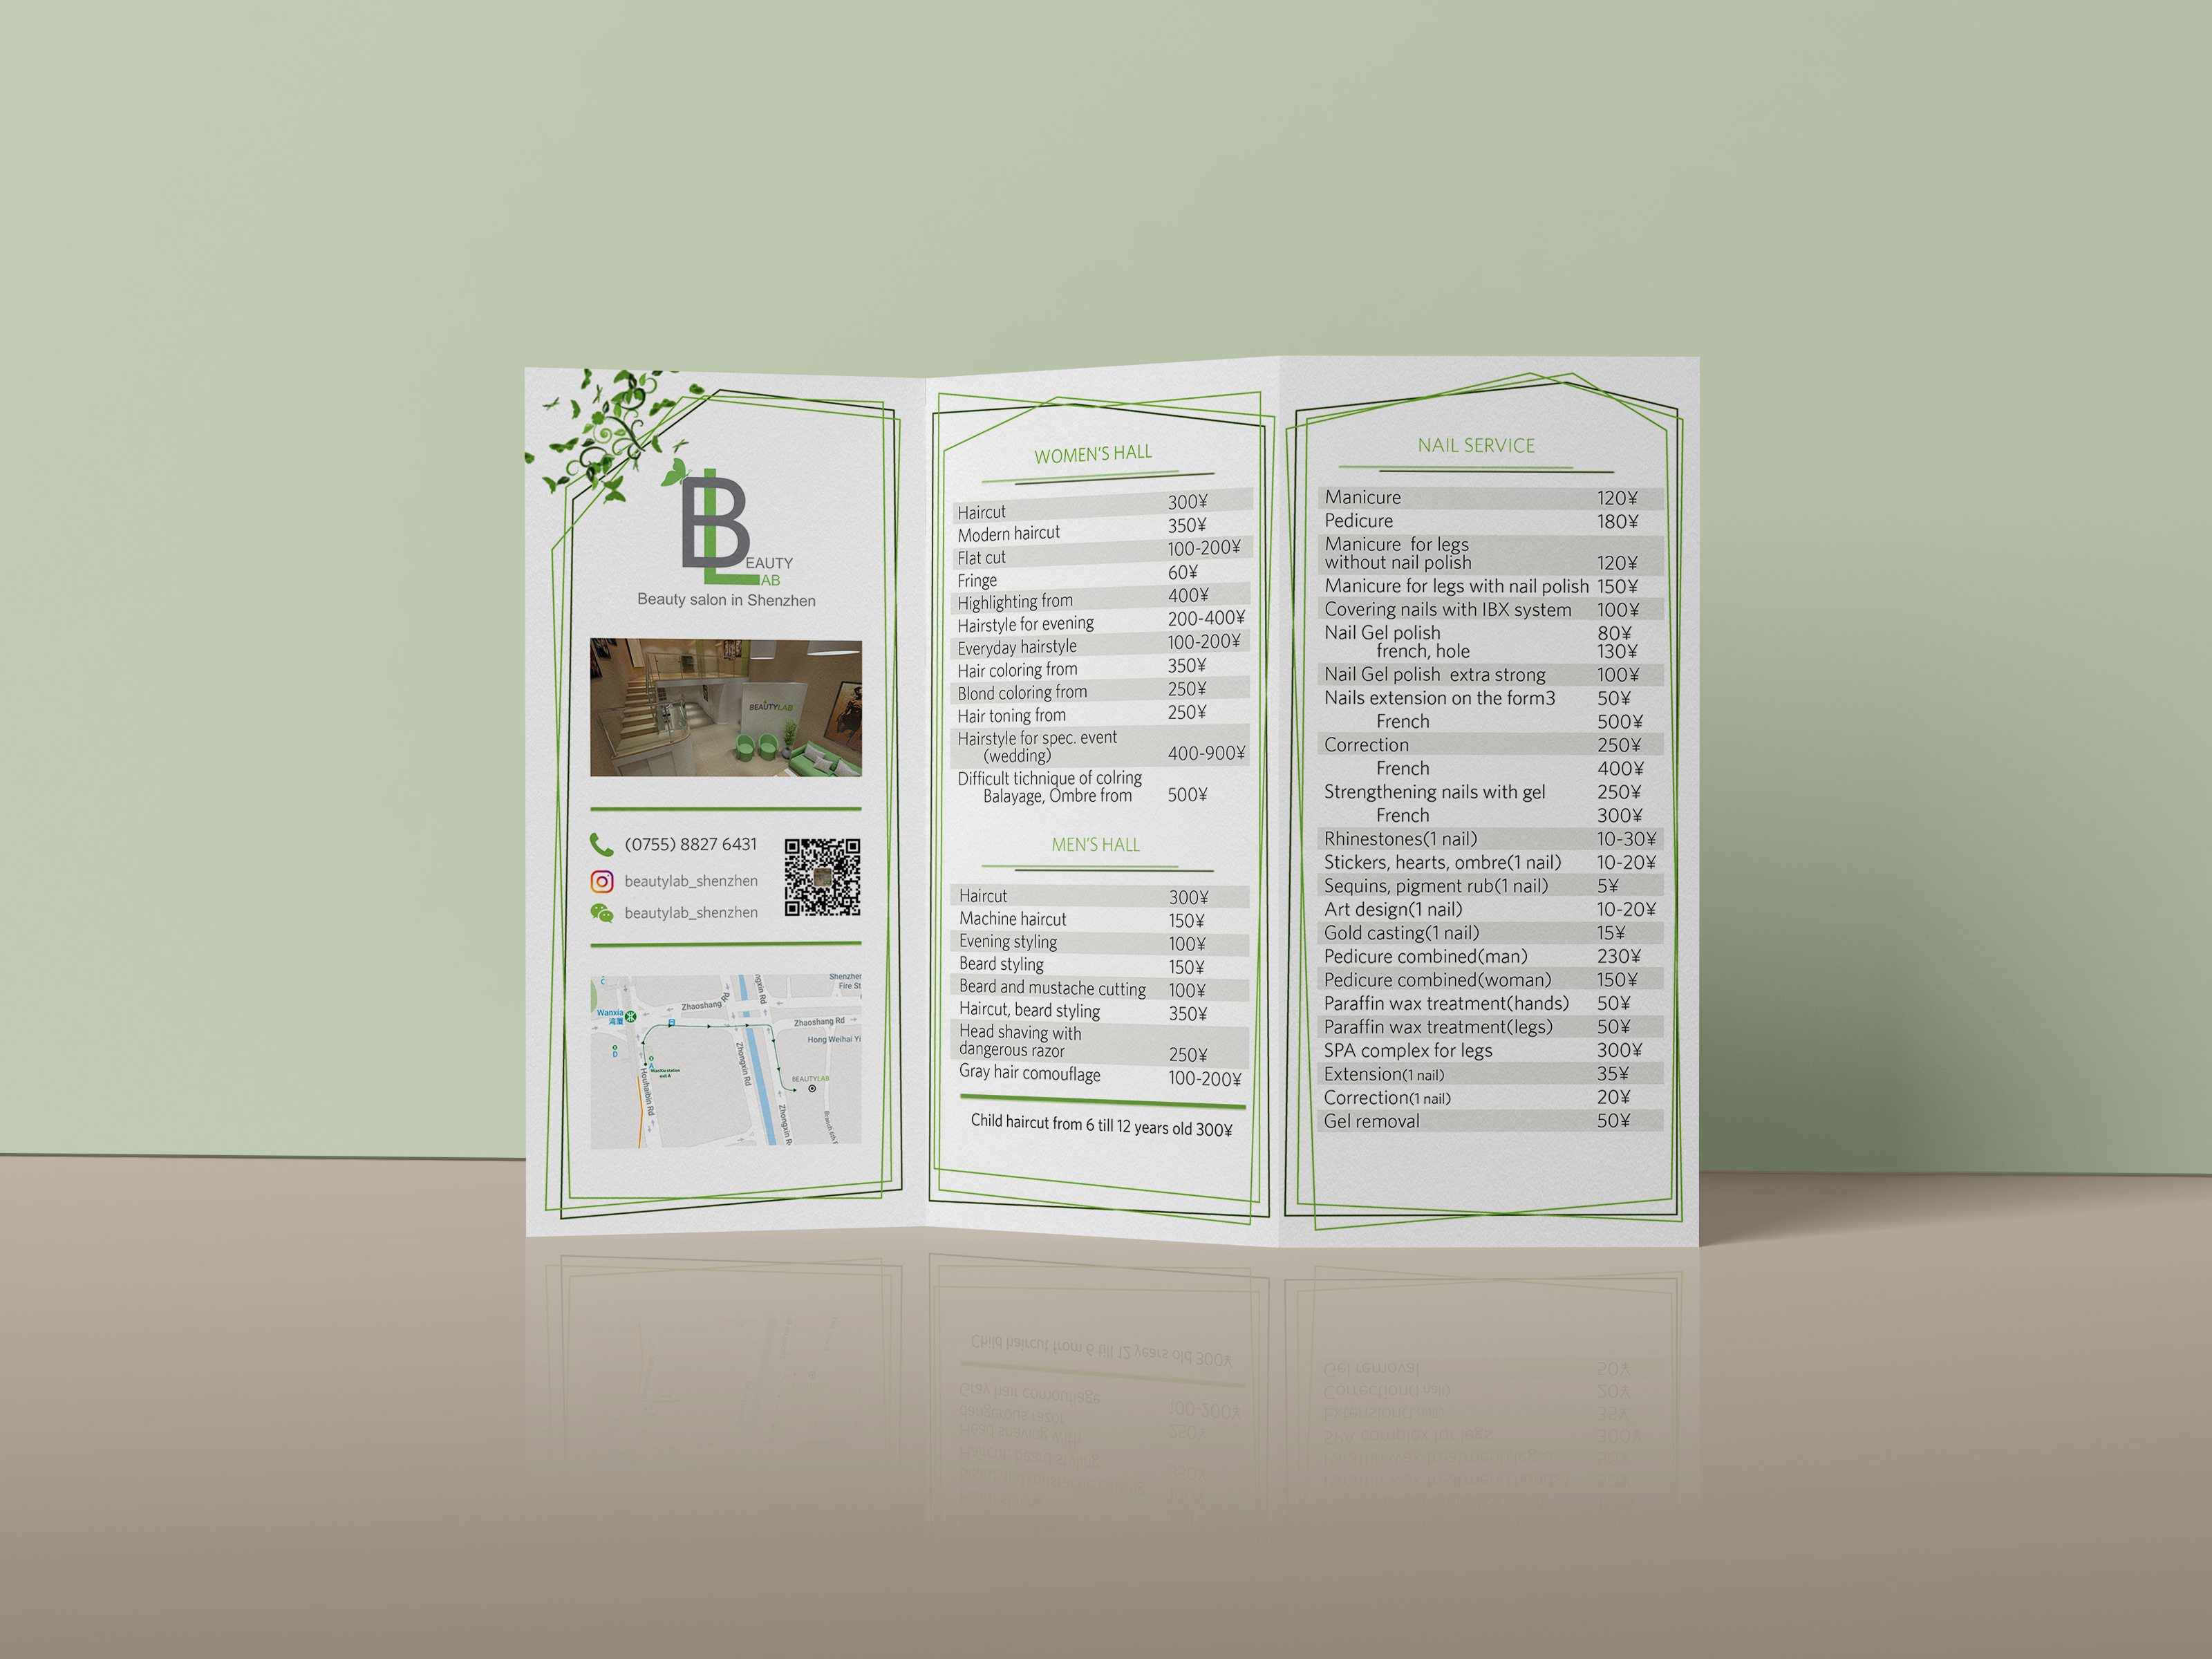 BEAUTY
LAB
Beauty salon in Shenzhen
BEAUTYLAB
(0755) 8827 6431
beautylab_shenzhen
beautylab_shenzhen
Shenzhen
Fire St
Zhaoshang Rd
Wanxia
湾厦
Zhaoshang Rd
Hong Weihai Yi
D
A
WanXia station
exit A
Houhaibin Rd
Zhongxin Rd
BEAUTYLAB
Zhongxin R
WOMEN'S HALL
Haircut 300¥
Modern haircut 350¥
Flat cut 100-200¥
Fringe 60¥
Highlighting from 400¥
Hairstyle for evening 200-400¥
Everyday hairstyle 100-200¥
Hair coloring from 350¥
Blond coloring from 250¥
Hair toning from 250¥
Hairstyle for spec. event
(wedding) 400-900¥
Difficult tichnique of colring
Balayage, Ombre from 500¥
MEN'S HALL
Haircut 300¥
Machine haircut 150¥
Evening styling 100¥
Beard styling 150¥
Beard and mustache cutting 100¥
Haircut, beard styling 350¥
Head shaving with
dangerous razor 250¥
Gray hair comouflage 100-200¥
Child haircut from 6 till 12 years old 300¥
NAIL SERVICE
Manicure 120¥
Pedicure 180¥
Manicure for legs
without nail polish 120¥
Manicure for legs with nail polish 150¥
Covering nails with IBX system 100¥
Nail Gel polish 80¥
french, hole 130¥
Nail Gel polish extra strong 100¥
Nails extension on the form3 50¥
French 500¥
Correction 250¥
French 400¥
Strengthening nails with gel 250¥
French 300¥
Rhinestones(1 nail) 10-30¥
Stickers, hearts, ombre(1 nail) 10-20¥
Sequins, pigment rub(1 nail) 5¥
Art design(1 nail) 10-20¥
Gold casting(1 nail) 15¥
Pedicure combined(man) 230¥
Pedicure combined(woman) 150¥
Paraffin wax treatment(hands) 50¥
Paraffin wax treatment(legs) 50¥
SPA complex for legs 300¥
Extension(1 nail) 35¥
Correction(1 nail) 20¥
Gel removal 50¥